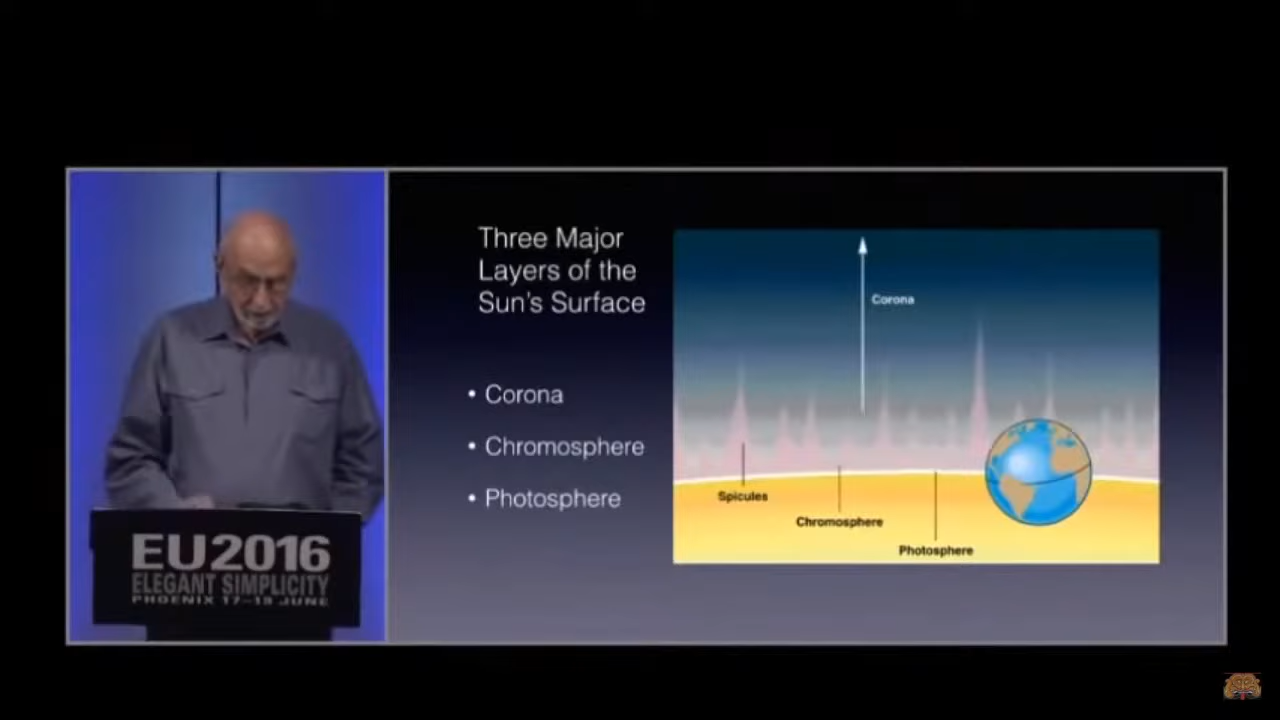 Three Major
Layers of the
Sun's Surface
• Corona
• Chromosphere
• Photosphere
Corona
Spicules
Chromosphere
Photosphere
EU2016
ELEGANT SIMPLICITY
PHOENIX 17–19 JUNE